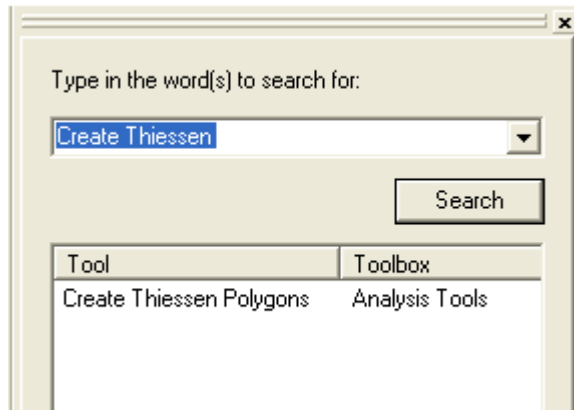 Type in the word(s) to search for:
Create Thiessen
Search
Tool Toolbox
Create Thiessen Polygons Analysis Tools